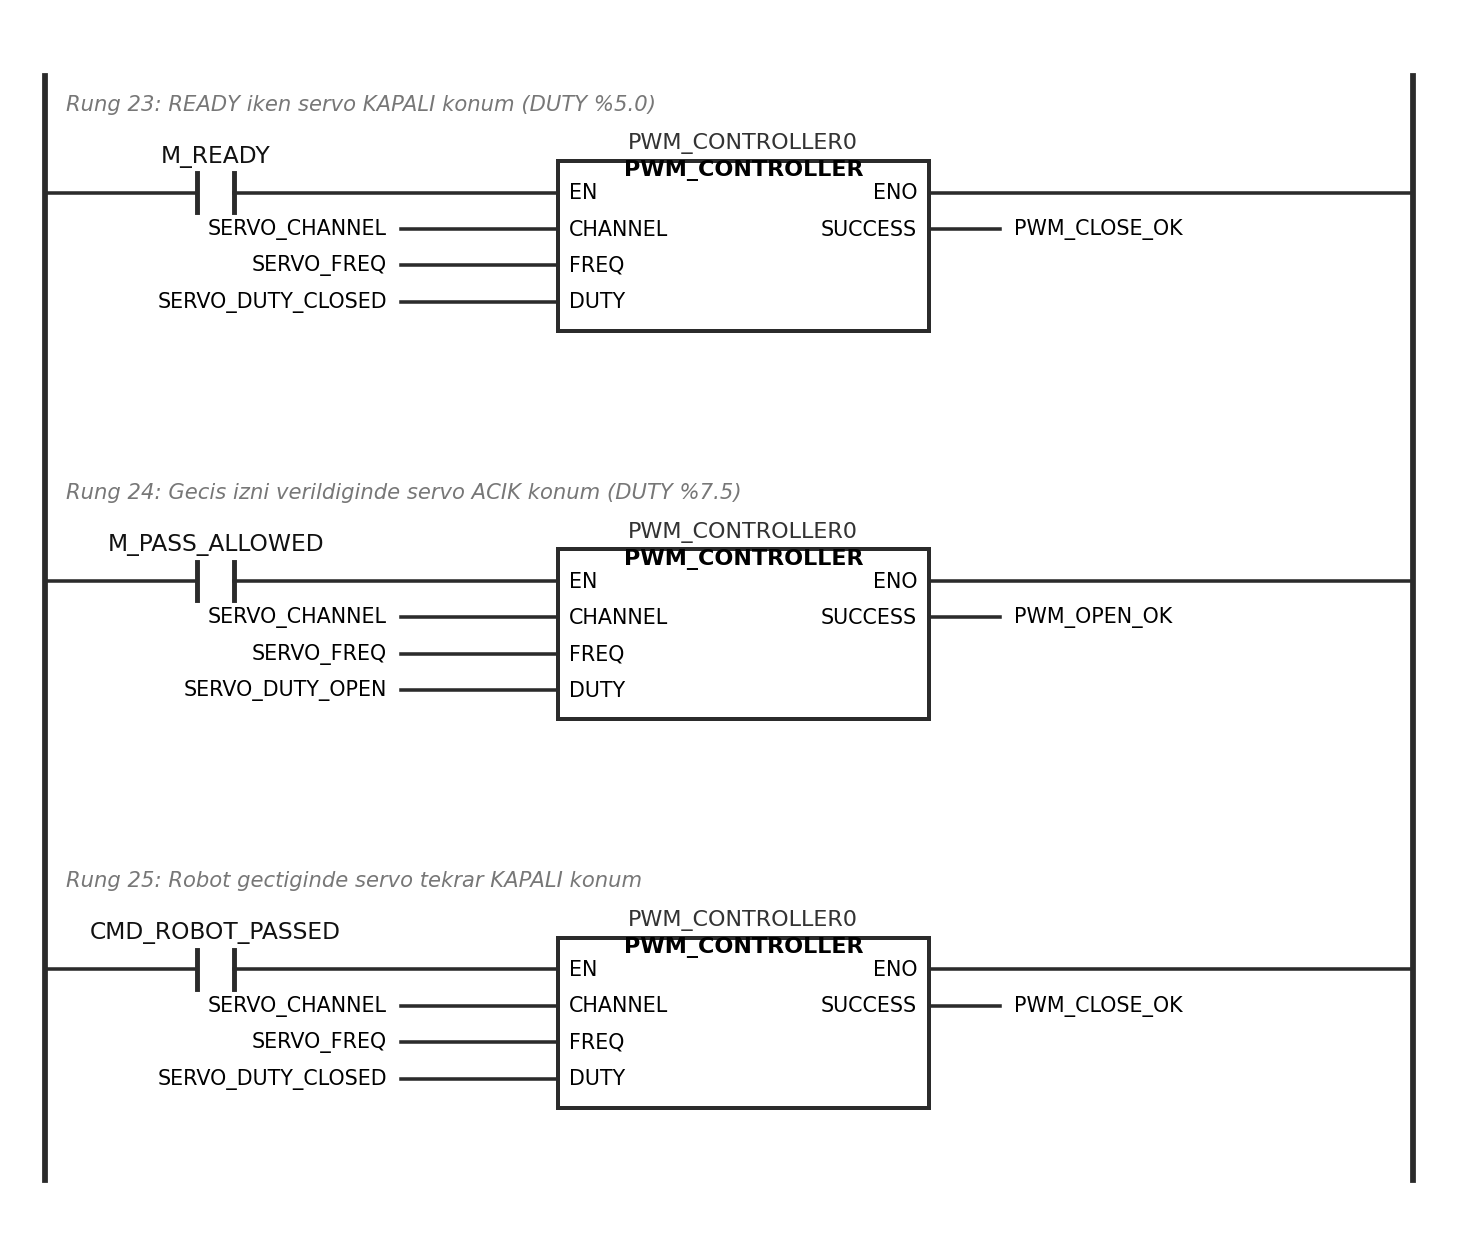 Rung 23: READY iken servo KAPALI konum (DUTY %5.0)
PWM_CONTROLLER0
M_READY
PWM_CONTROLLER
EN ENO
SERVO_CHANNEL CHANNEL SUCCESS PWM_CLOSE_OK
SERVO_FREQ FREQ
SERVO_DUTY_CLOSED DUTY
Rung 24: Gecis izni verildiginde servo ACIK konum (DUTY %7.5)
PWM_CONTROLLER0
M_PASS_ALLOWED
PWM_CONTROLLER
EN ENO
SERVO_CHANNEL CHANNEL SUCCESS PWM_OPEN_OK
SERVO_FREQ FREQ
SERVO_DUTY_OPEN DUTY
Rung 25: Robot gectiginde servo tekrar KAPALI konum
PWM_CONTROLLER0
CMD_ROBOT_PASSED
PWM_CONTROLLER
EN ENO
SERVO_CHANNEL CHANNEL SUCCESS PWM_CLOSE_OK
SERVO_FREQ FREQ
SERVO_DUTY_CLOSED DUTY